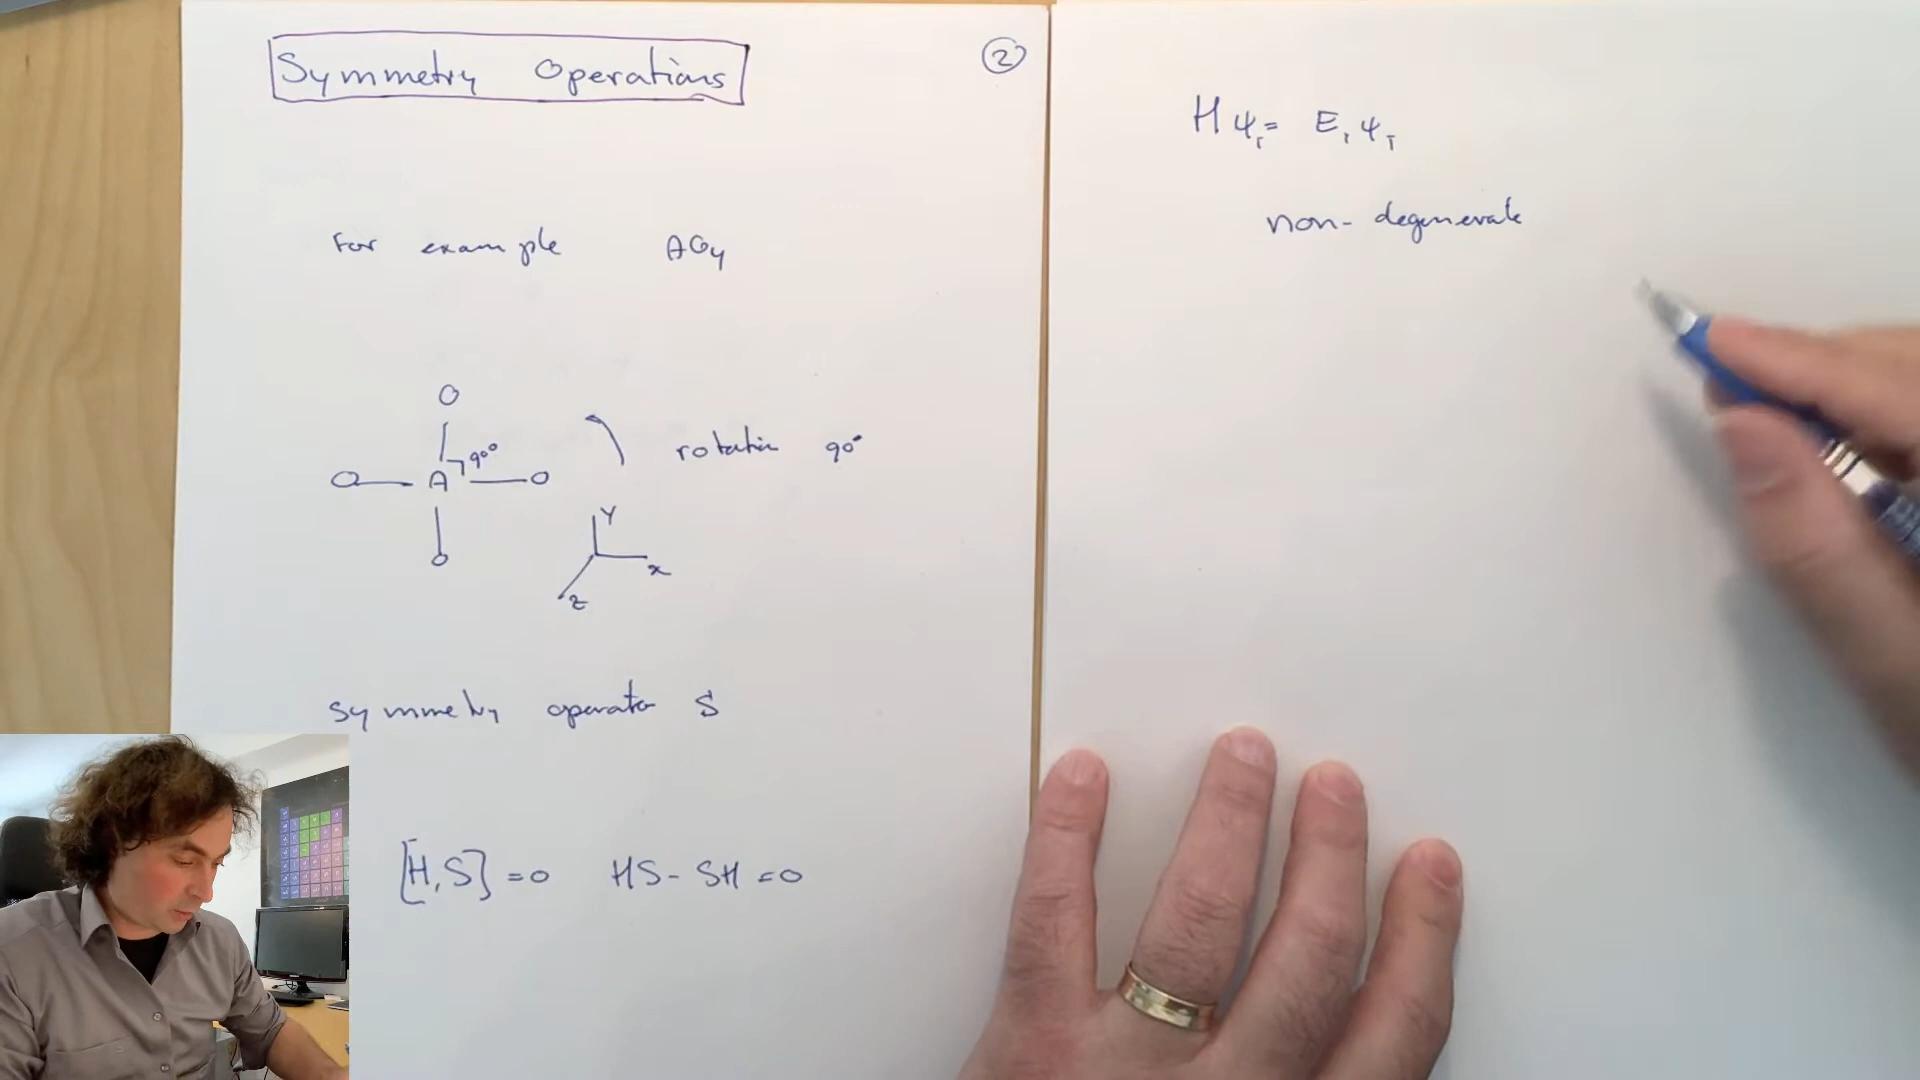 Symmetry Operations
2
For example AO4
O
90°
O A O
O
rotation 90°
Y
x
z
symmetry operator S
[H,S] =0 HS- SH =0
Hψ₁= E₁ψ₁
non-degenerate